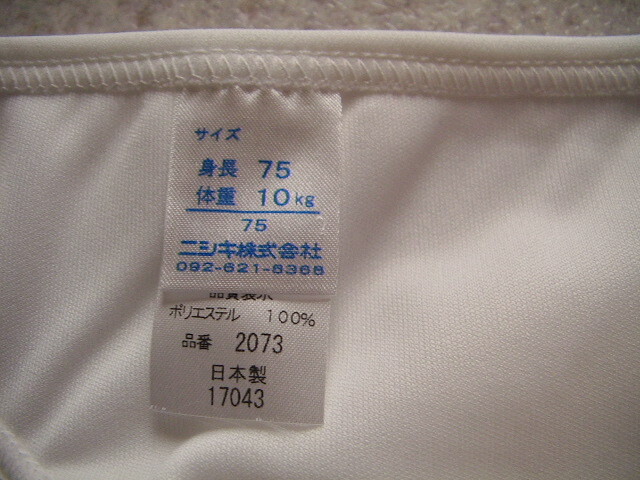 サイズ
身長 75
体重 10kg
75
ニシキ株式会社
092-621-6368
品質表示
ポリエステル 100%
品番 2073
日本製
17043